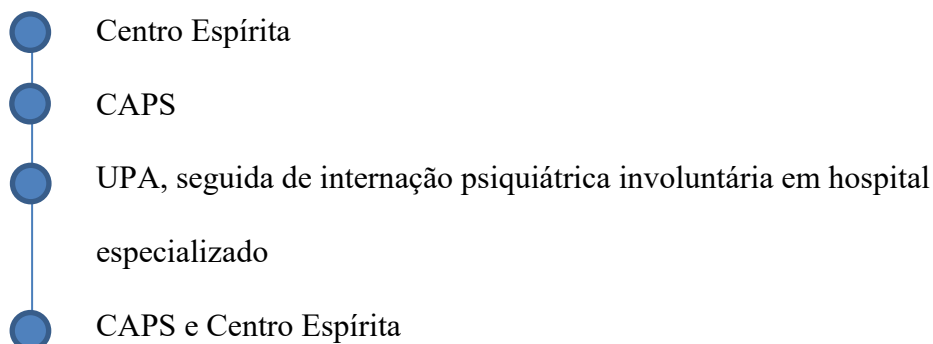 Centro Espírita
CAPS
UPA, seguida de internação psiquiátrica involuntária em hospital
especializado
CAPS e Centro Espírita